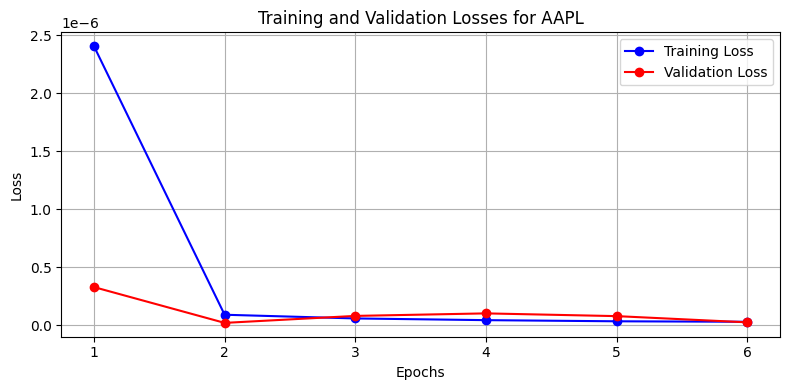 Training and Validation Losses for AAPL
1e−6
2.5
2.0
1.5
1.0
0.5
0.0
Loss
Training Loss
Validation Loss
1 2 3 4 5 6
Epochs